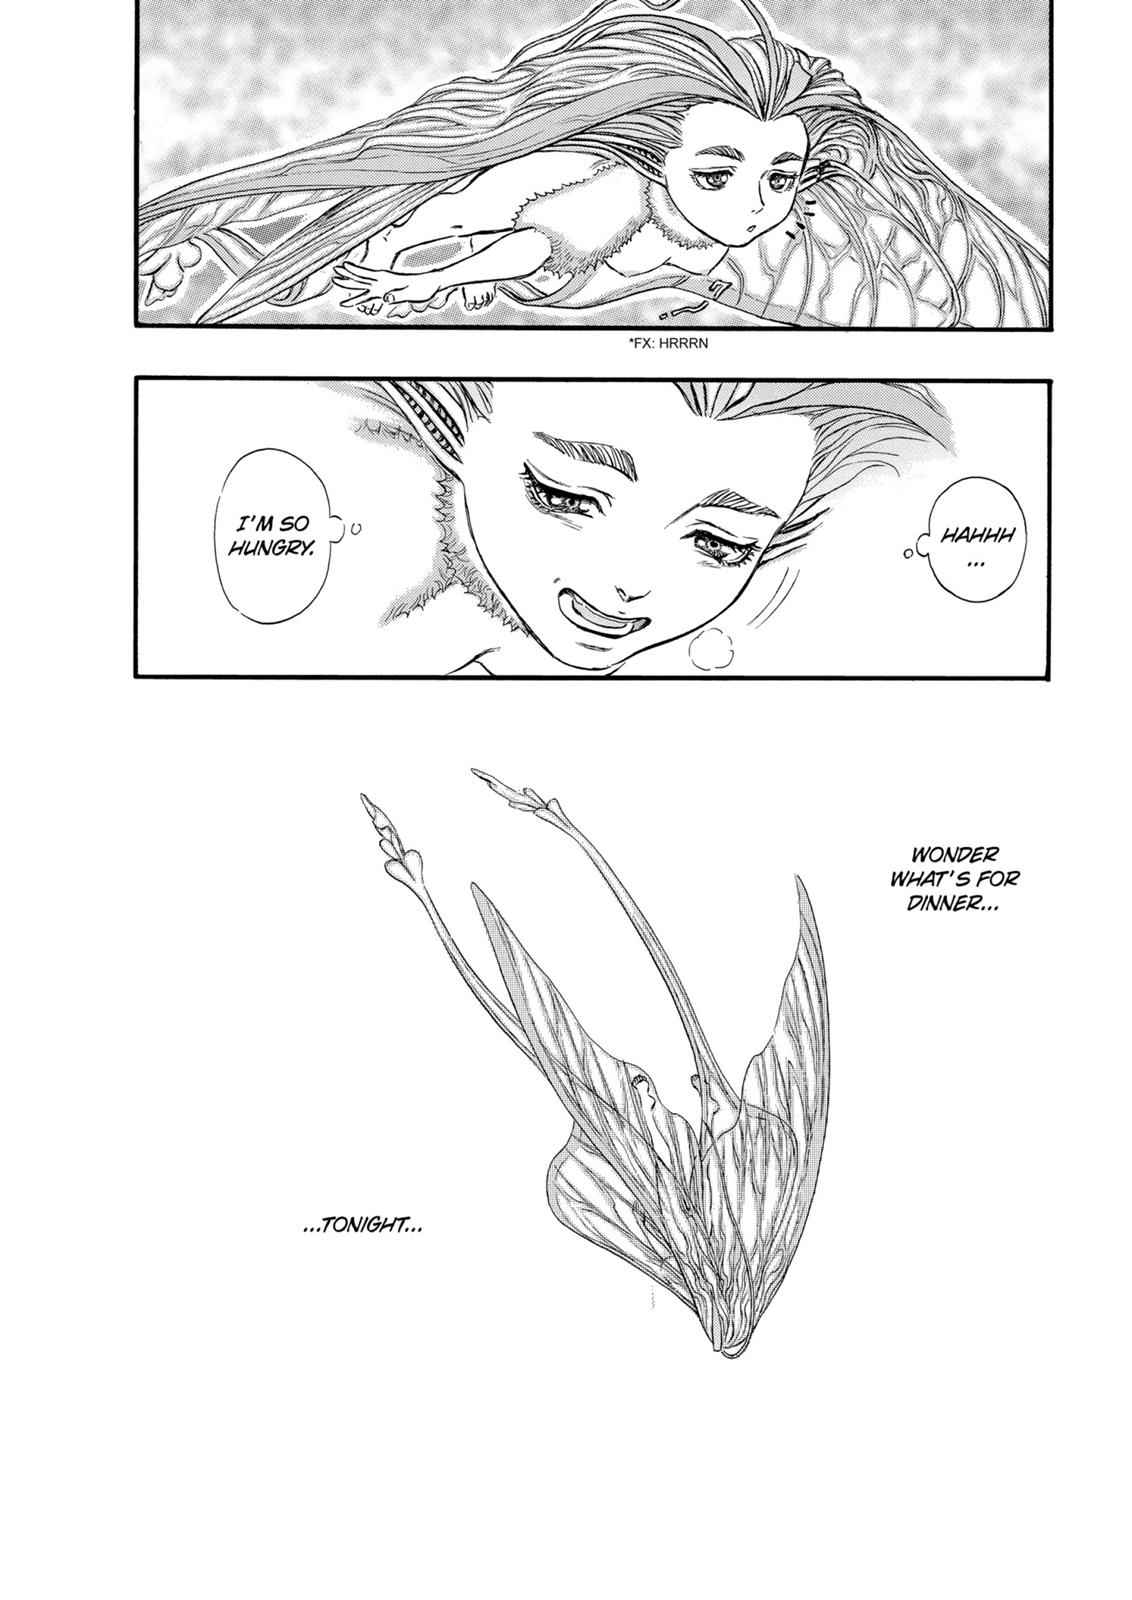 *FX: HRRRN
HAHHH
...
I'M SO
HUNGRY.
WONDER
WHAT'S FOR
DINNER...
...TONIGHT...